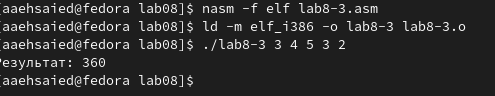 [aaehsaied@fedora lab08]$ nasm -f elf lab8-3.asm
[aaehsaied@fedora lab08]$ ld -m elf_i386 -o lab8-3 lab8-3.o
[aaehsaied@fedora lab08]$ ./lab8-3 3 4 5 3 2
Результат: 360
[aaehsaied@fedora lab08]$